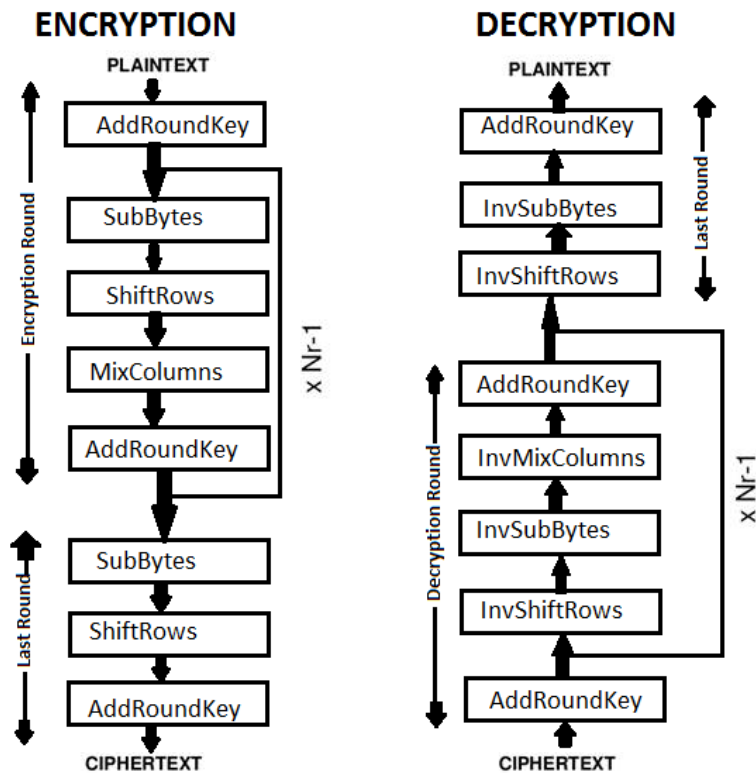 ENCRYPTION
PLAINTEXT
AddRoundKey
SubBytes
ShiftRows
MixColumns
AddRoundKey
Encryption Round
x Nr-1
SubBytes
ShiftRows
AddRoundKey
Last Round
CIPHERTEXT
DECRYPTION
PLAINTEXT
AddRoundKey
InvSubBytes
InvShiftRows
Last Round
AddRoundKey
InvMixColumns
InvSubBytes
InvShiftRows
AddRoundKey
Decryption Round
x Nr-1
CIPHERTEXT